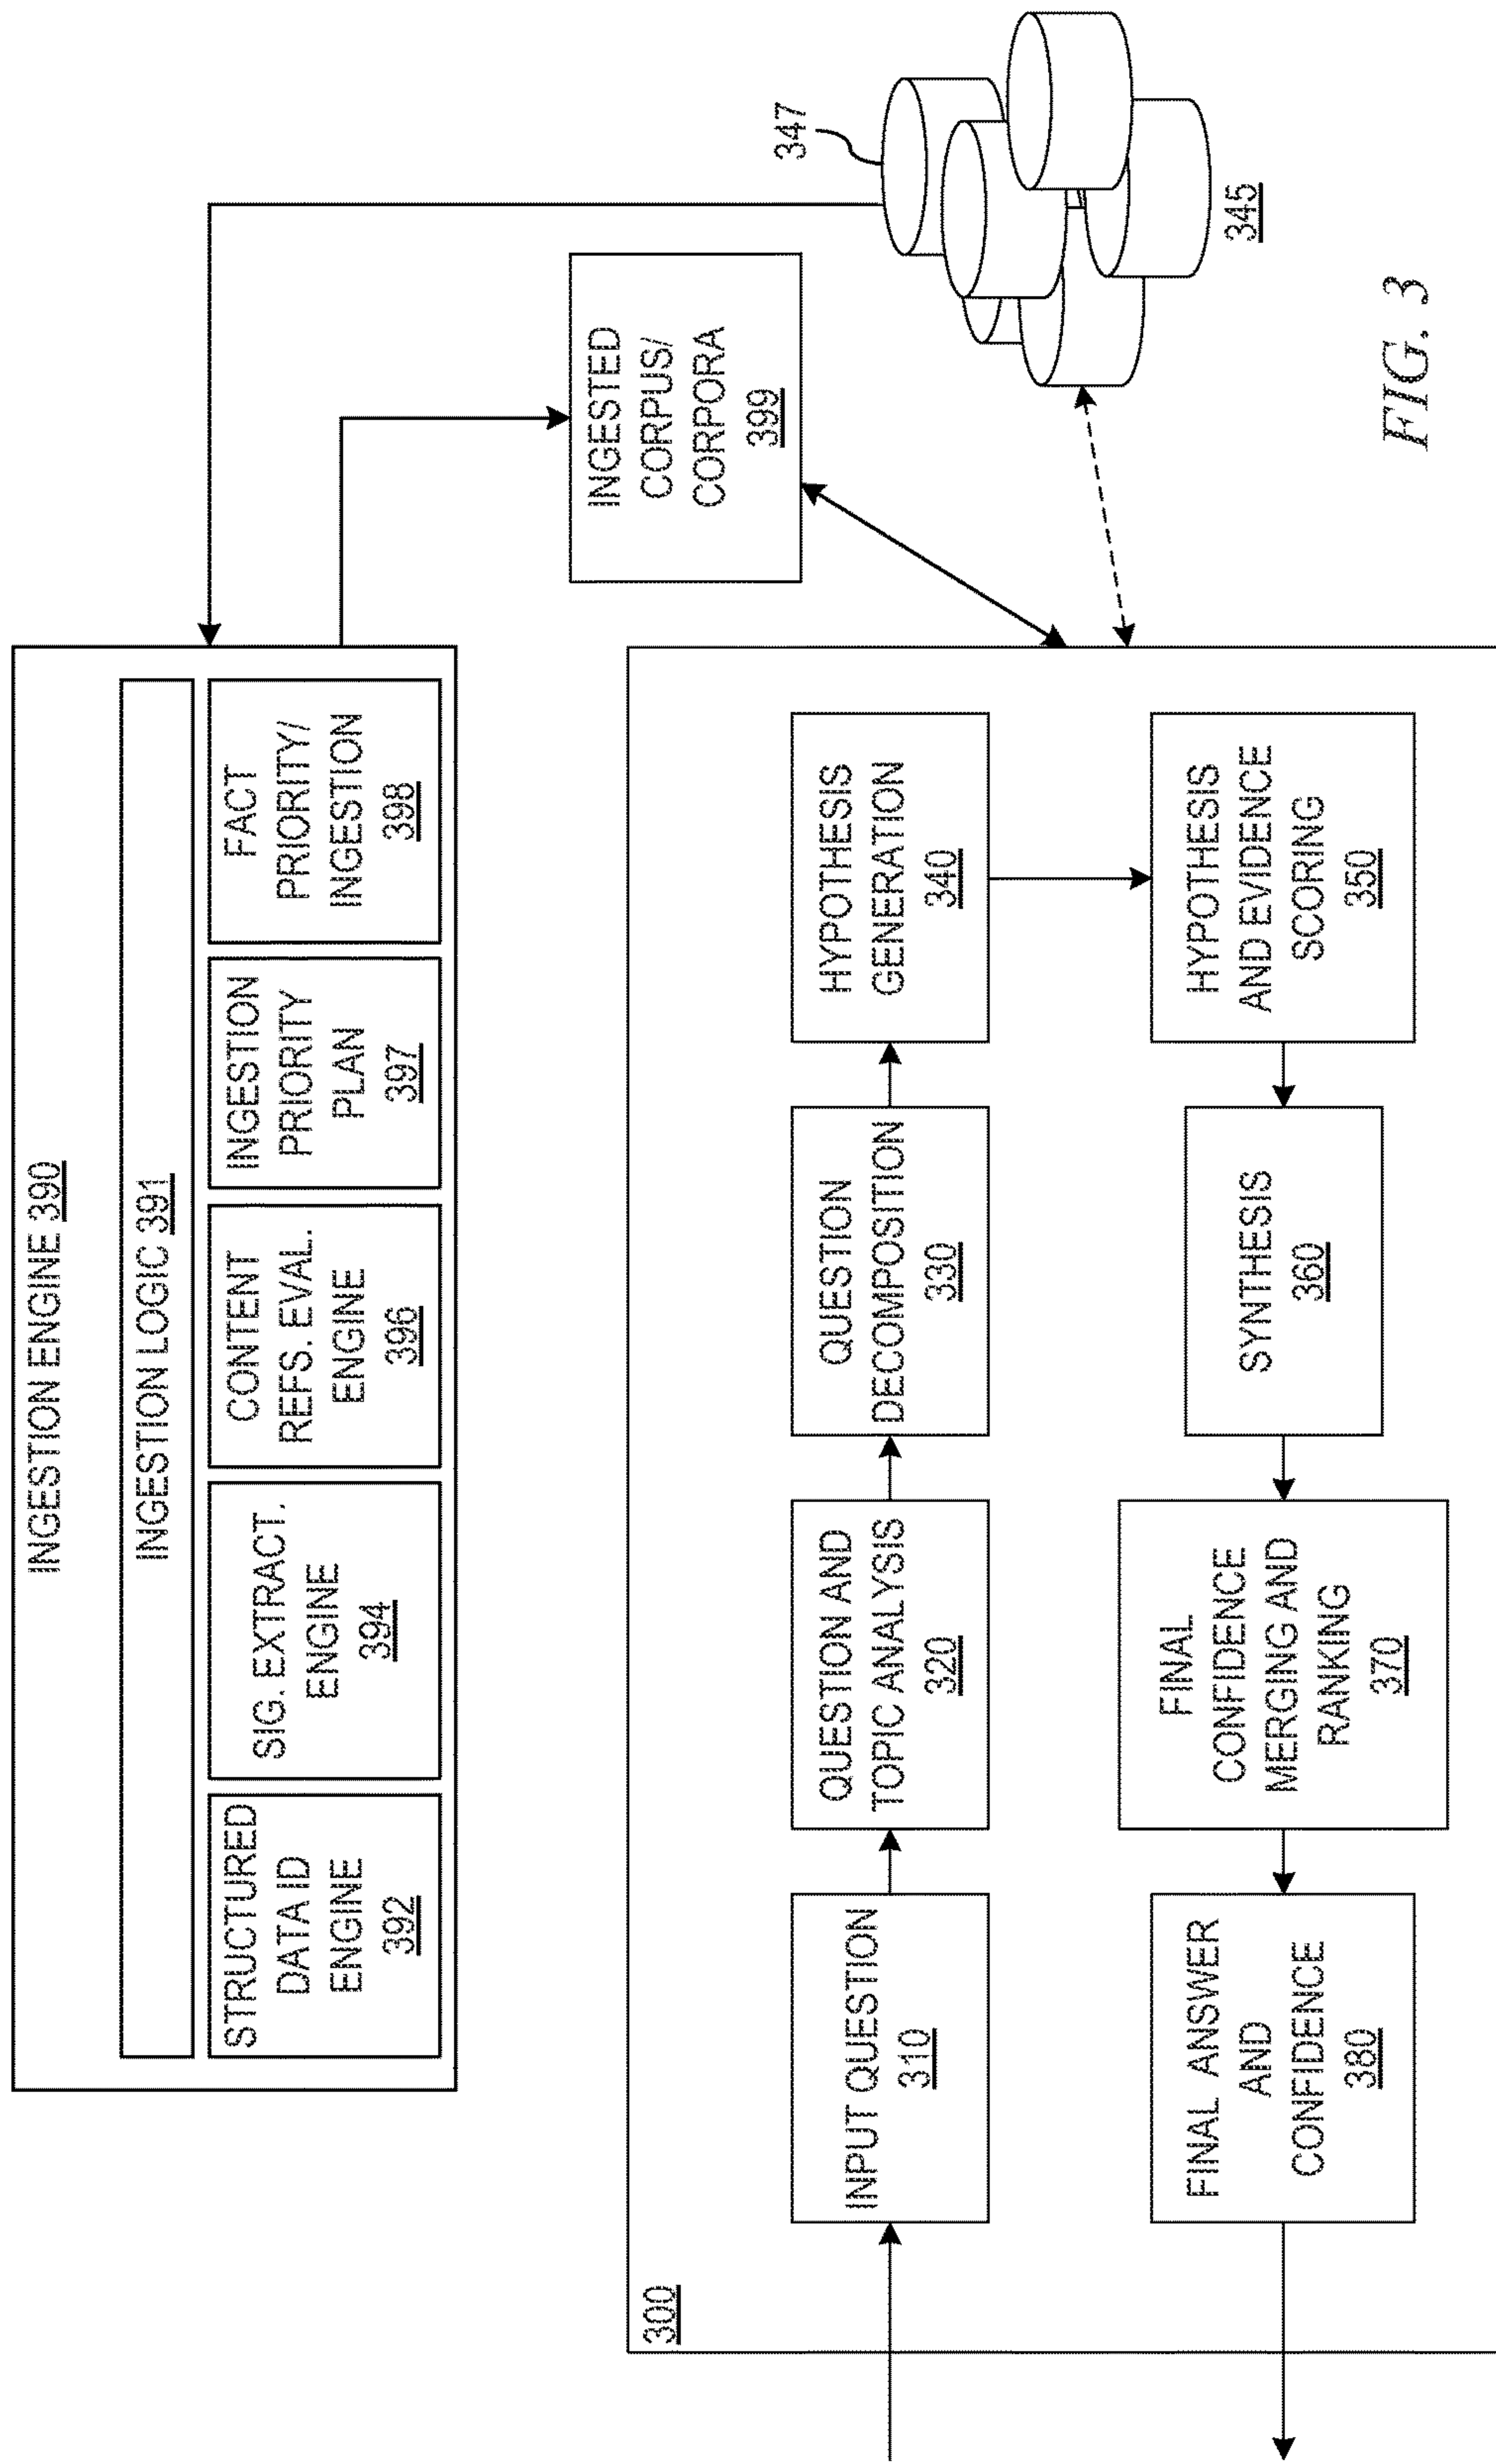 INGESTION ENGINE 390
INGESTION LOGIC 391
STRUCTURED
DATA ID
ENGINE
392
SIG. EXTRACT.
ENGINE
394
CONTENT
REFS. EVAL.
ENGINE
396
INGESTION
PRIORITY
PLAN
397
FACT
PRIORITY/
INGESTION
398
INGESTED
CORPUS/
CORPORA
399
347
345
300
INPUT QUESTION
310
QUESTION AND
TOPIC ANALYSIS
320
QUESTION
DECOMPOSITION
330
HYPOTHESIS
GENERATION
340
HYPOTHESIS
AND EVIDENCE
SCORING
350
SYNTHESIS
360
FINAL
CONFIDENCE
MERGING AND
RANKING
370
FINAL ANSWER
AND
CONFIDENCE
380
FIG. 3